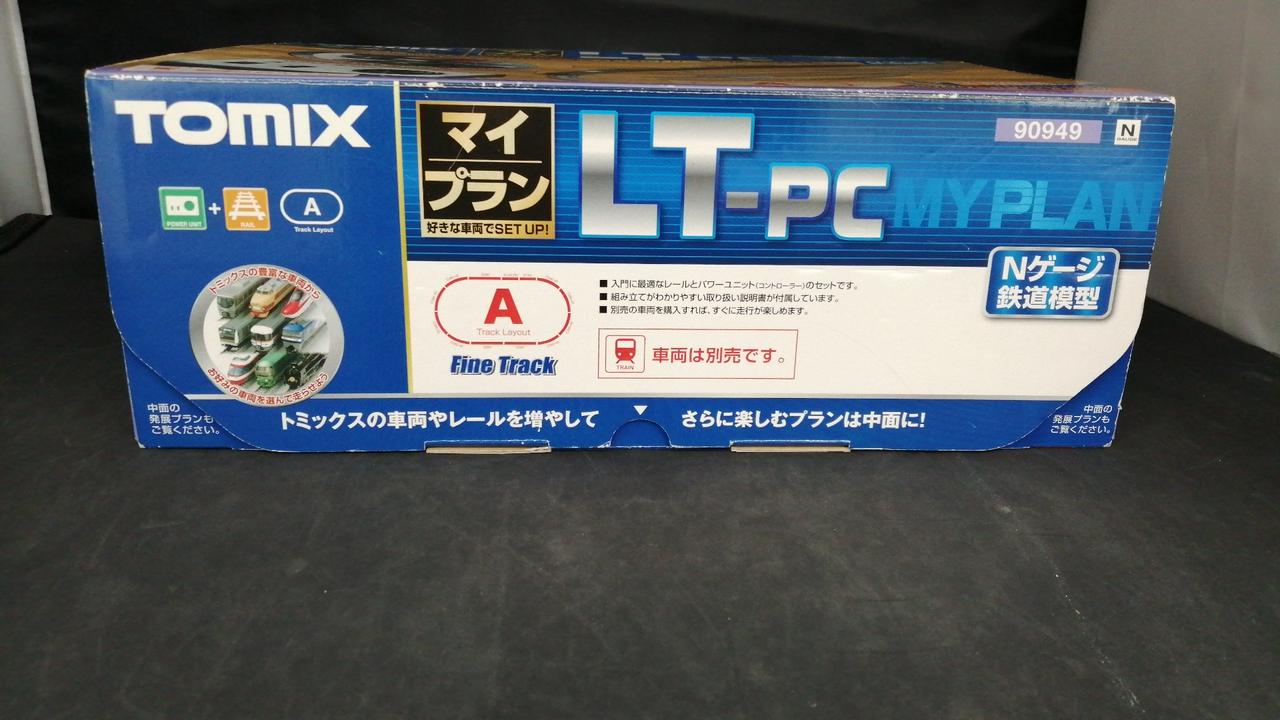 TOMIX
TOMIX
POWER UNIT
+
RAIL
A
Track Layout
トミックスの豊富な車両から
お好みの車両を選んで走らせよう
中面の
発展プランも
ご覧ください。
マイ
プラン
好きな車両でSET UP!
LT-PC
MY PLAN
90949
N
GAUGE
Nゲージ
鉄道模型
A
Track Layout
Fine Track
■ 入門に最適なレールとパワーユニット(コントローラー)のセットです。
■ 組み立てがわかりやすい取り扱い説明書が付属しています。
■ 別売の車両を購入すれば、すぐに走行が楽しめます。
TRAIN
車両は別売です。
トミックスの車両やレールを増やして
さらに楽しむプランは中面に!
中面の
発展プランも
ご覧ください。